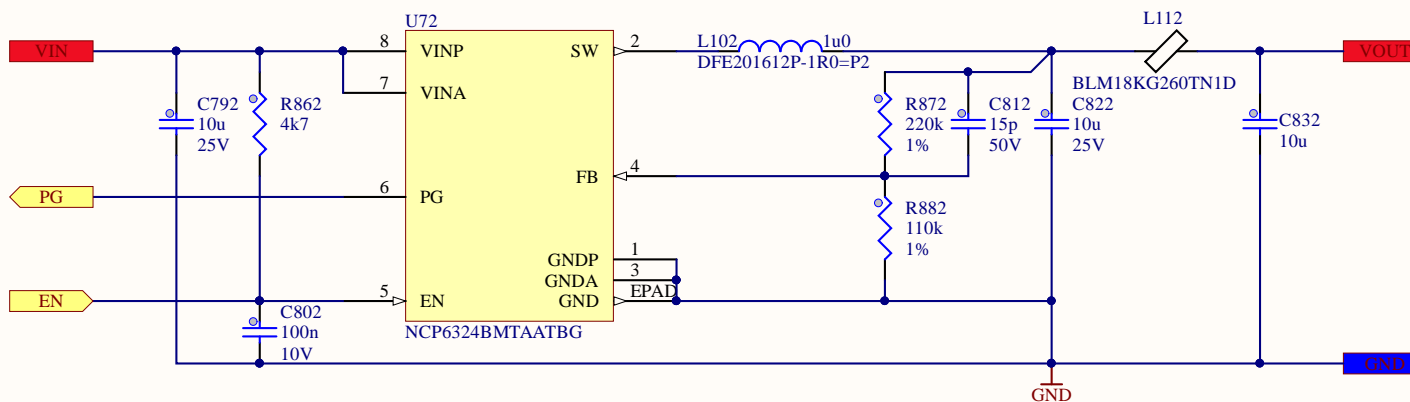 U72
VIN
8
VINP
SW
2
L102
1u0
DFE201612P-1R0=P2
L112
BLM18KG260TN1D
VOUT
7
VINA
C792
10u
25V
R862
4k7
R872
220k
1%
C812
15p
50V
C822
10u
25V
C832
10u
PG
6
PG
FB
4
R882
110k
1%
GNDP
1
GNDA
3
GND
EPAD
EN
5
EN
C802
100n
10V
NCP6324BMTAATBG
GND
GND